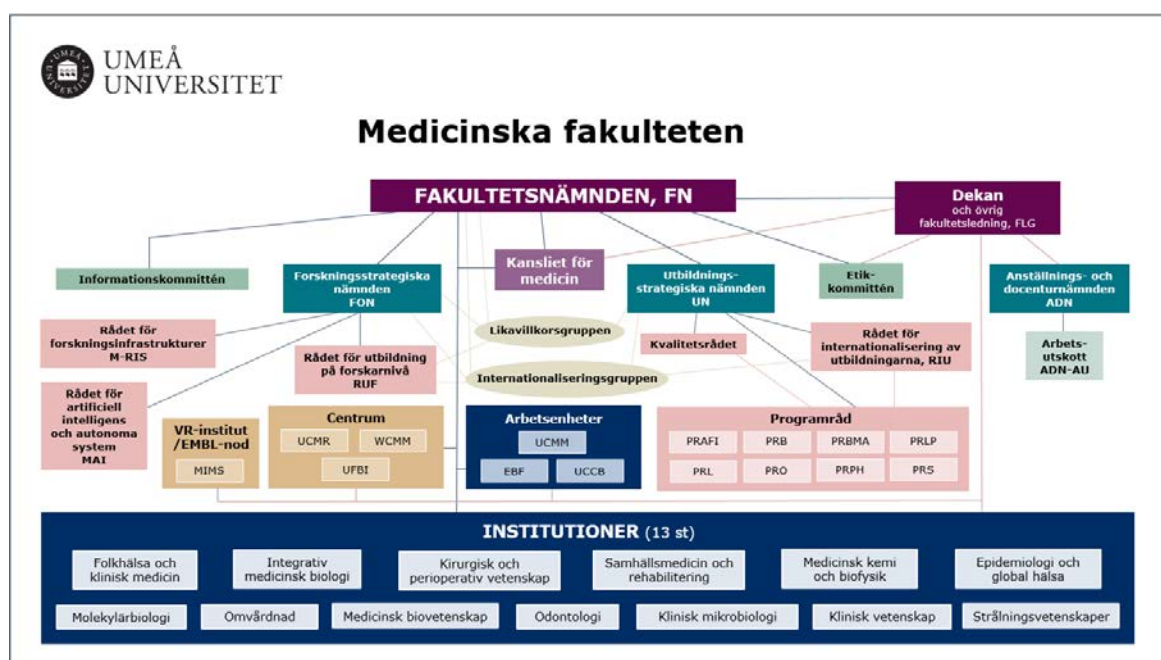 UMEÅ
UNIVERSITET
Medicinska fakulteten
FAKULTETSNÄMNDEN, FN
Dekan
och övrig
fakultetsledning, FLG
Informationskommittén
Forskningsstrategiska
nämnden
FON
Kansliet för
medicin
Utbildnings-
strategiska nämnden
UN
Etik-
kommittén
Anställnings- och
docenturnämnden
ADN
Rådet för
forskningsinfrastrukturer
M-RIS
Rådet för utbildning
på forskarnivå
RUF
Likavillkorsgruppen
Internationaliseringsgruppen
Kvalitetsrådet
Rådet för
internationalisering av
utbildningarna, RIU
Arbets-
utskott
ADN-AU
Rådet för
artificiell
intelligens
och autonoma
system
MAI
VR-institut
/EMBL-nod
MIMS
Centrum
UCMR
WCMM
UFBI
Arbetsenheter
UCMM
EBF
UCCB
Programråd
PRAFI
PRB
PRBMA
PRLP
PRL
PRO
PRPH
PRS
INSTITUTIONER (13 st)
Folkhälsa och
klinisk medicin
Integrativ
medicinsk biologi
Kirurgisk och
perioperativ vetenskap
Samhällsmedicin och
rehabilitering
Medicinsk kemi
och biofysik
Epidemiologi och
global hälsa
Molekylärbiologi
Omvårdnad
Medicinsk biovetenskap
Odontologi
Klinisk mikrobiologi
Klinisk vetenskap
Strålningsvetenskaper